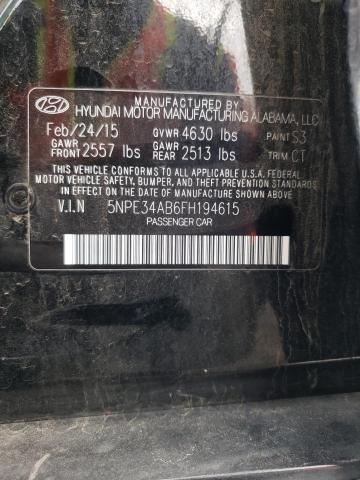 MANUFACTURED BY
HYUNDAI MOTOR MANUFACTURING ALABAMA, LLC
Feb/24/15 GVWR 4630 lbs PAINT S3
GAWR FRONT 2557 lbs GAWR REAR 2513 lbs TRIM CT
THIS VEHICLE CONFORMS TO ALL APPLICABLE U.S.A. FEDERAL
MOTOR VEHICLE SAFETY, BUMPER, AND THEFT PREVENTION
STANDARDS IN EFFECT ON THE DATE OF MANUFACTURE
SHOWN ABOVE.
V.I.N 5NPE34AB6FH194615
PASSENGER CAR